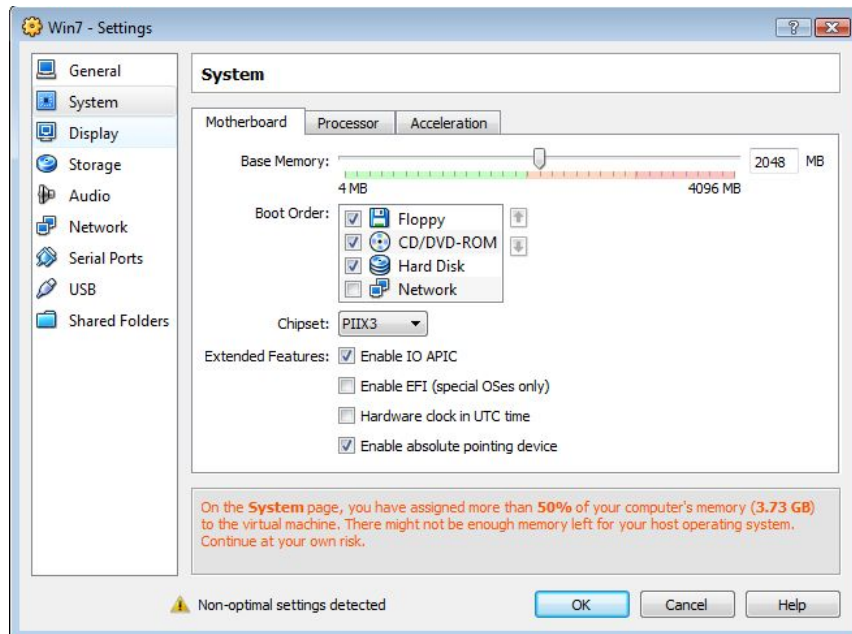 Win7 - Settings
General
System
Display
Storage
Audio
Network
Serial Ports
USB
Shared Folders
System
Motherboard Processor Acceleration
Base Memory: 2048 MB
4 MB 4096 MB
Boot Order: Floppy
CD/DVD-ROM
Hard Disk
Network
Chipset: PIIX3
Extended Features: Enable IO APIC
Enable EFI (special OSes only)
Hardware clock in UTC time
Enable absolute pointing device
On the System page, you have assigned more than 50% of your computer's memory (3.73 GB)
to the virtual machine. There might not be enough memory left for your host operating system.
Continue at your own risk.
Non-optimal settings detected OK Cancel Help